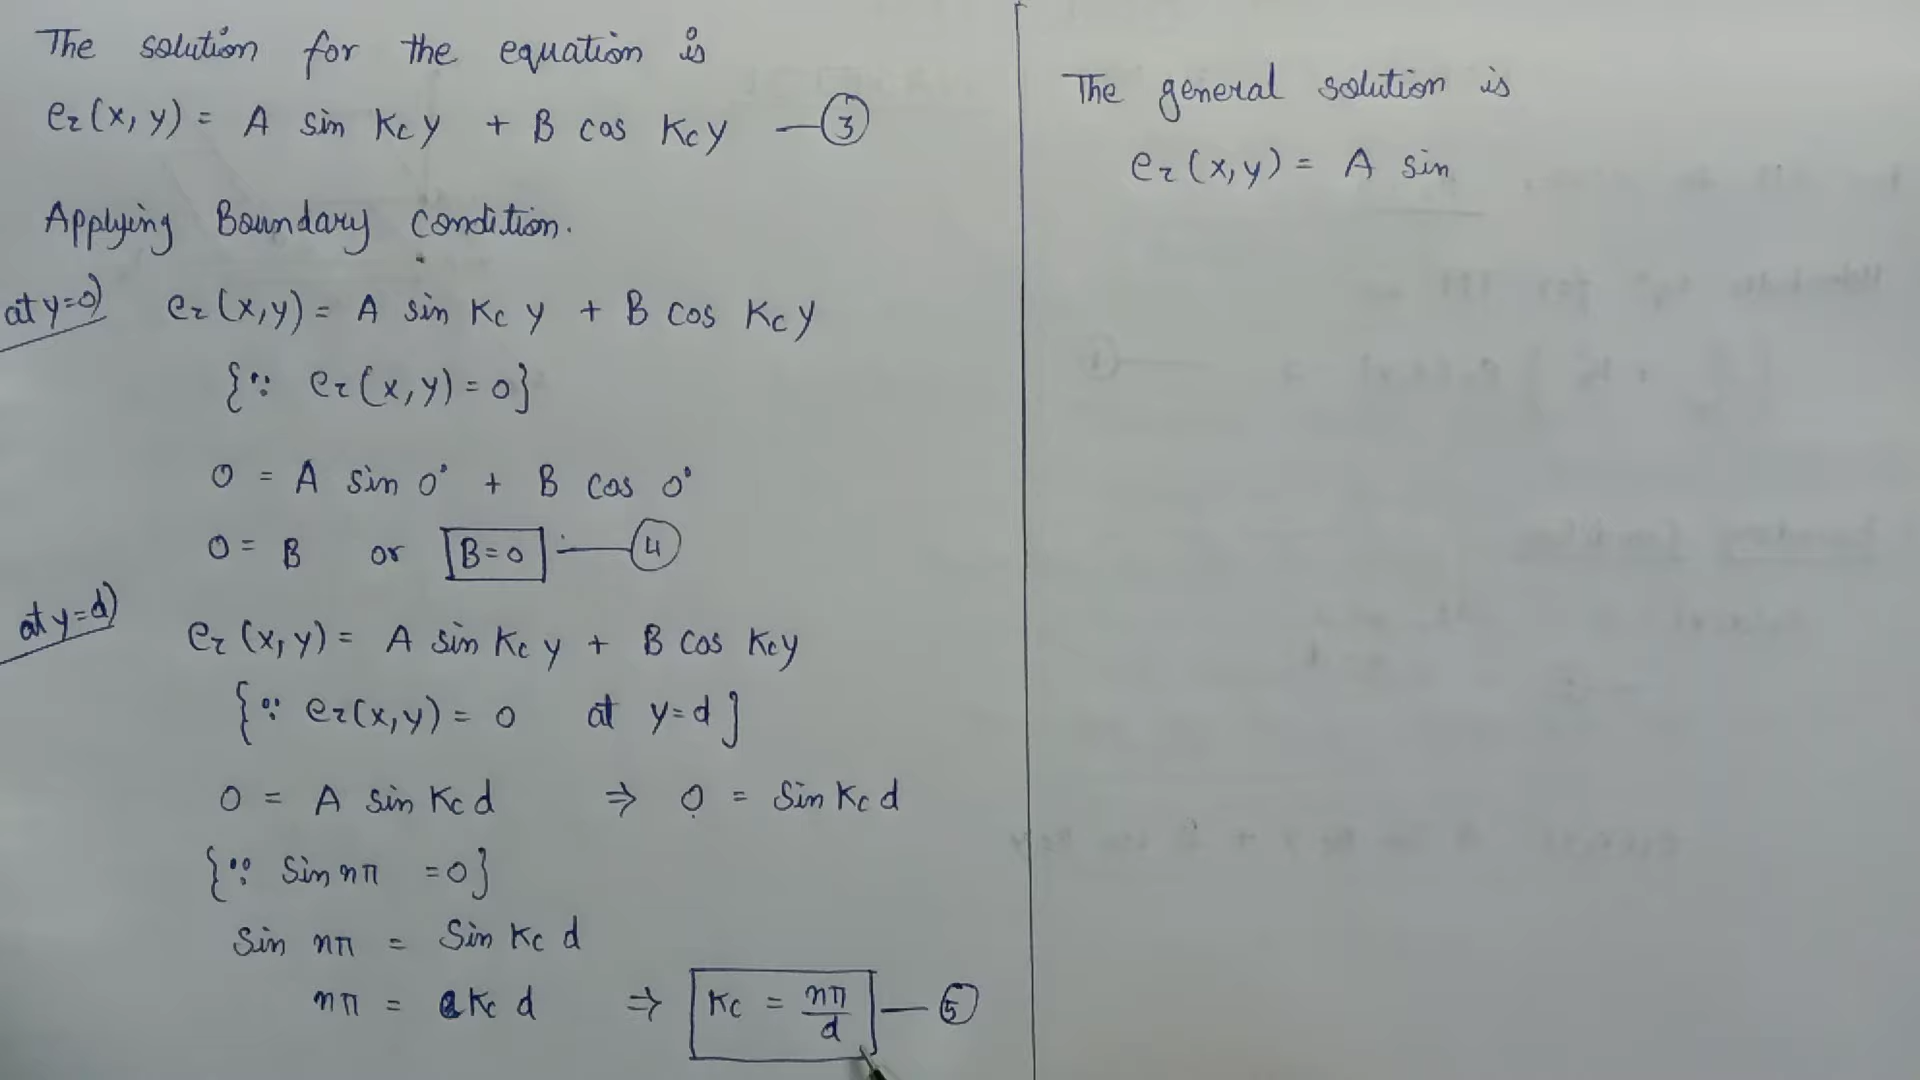 The solution for the equation is
ez(x, y) = A sin Kc y + B cos Kc y — ③
Applying Boundary Condition.
at y=0) ez(x,y) = A sin Kc y + B cos Kc y
{∵ ez(x,y) = 0}
0 = A sin 0° + B cos 0°
0 = B or B=0 — ④
at y=d) ez(x,y) = A sin Kc y + B cos Kc y
{∵ ez(x,y) = 0 at y=d]
0 = A sin Kc d ⇒ 0 = Sin Kc d
{∵ Sin nπ = 0}
Sin nπ = Sin Kc d
nπ = Kc d ⇒ Kc = nπ/d — ⑤
The general solution is
ez(x,y) = A sin